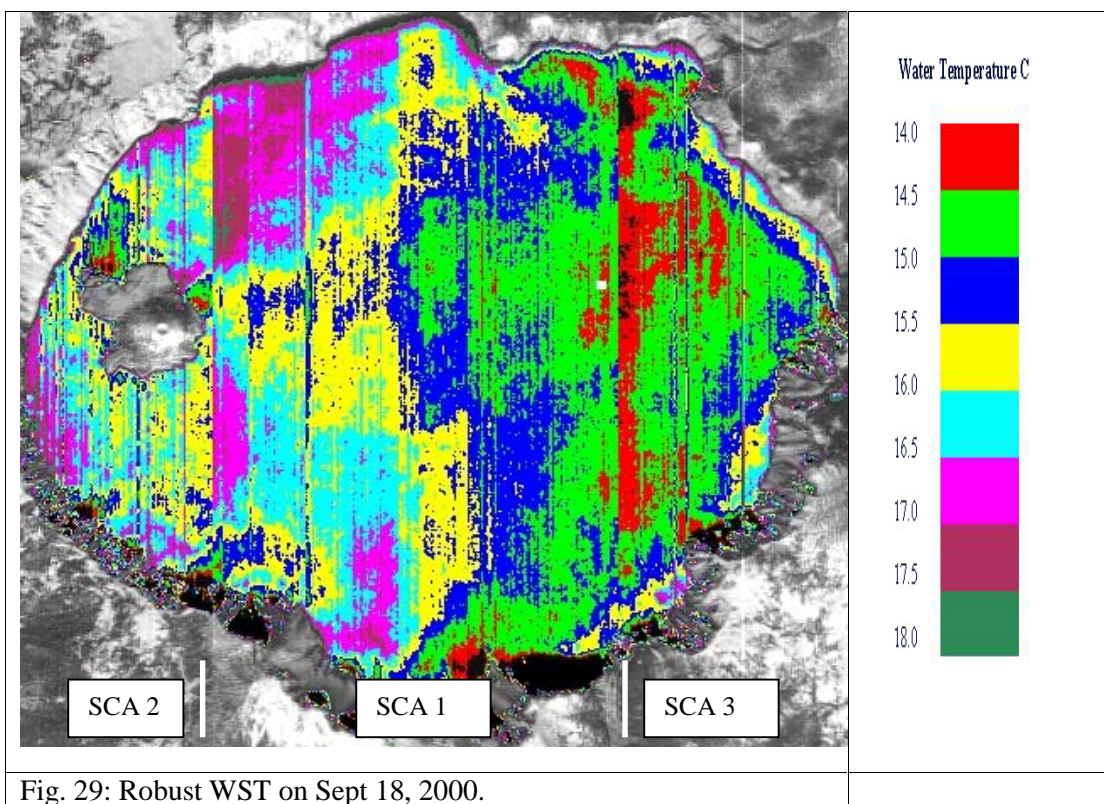 Water Temperature C
14.0
14.5
15.0
15.5
16.0
16.5
17.0
17.5
18.0
SCA 2
SCA 1
SCA 3
Fig. 29: Robust WST on Sept 18, 2000.